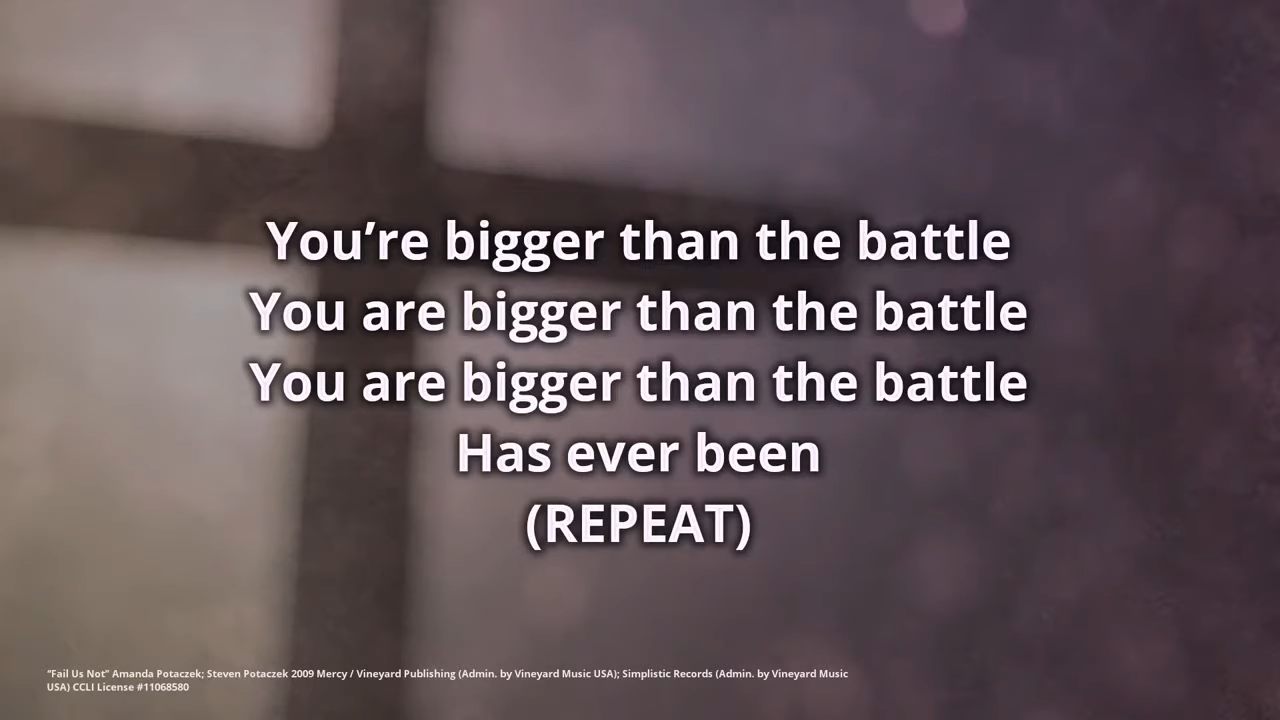 You’re bigger than the battle
You are bigger than the battle
You are bigger than the battle
Has ever been
(REPEAT)
“Fail Us Not” Amanda Potaczek; Steven Potaczek 2009 Mercy / Vineyard Publishing (Admin. by Vineyard Music USA); Simplistic Records (Admin. by Vineyard Music
USA) CCLI License #11068580